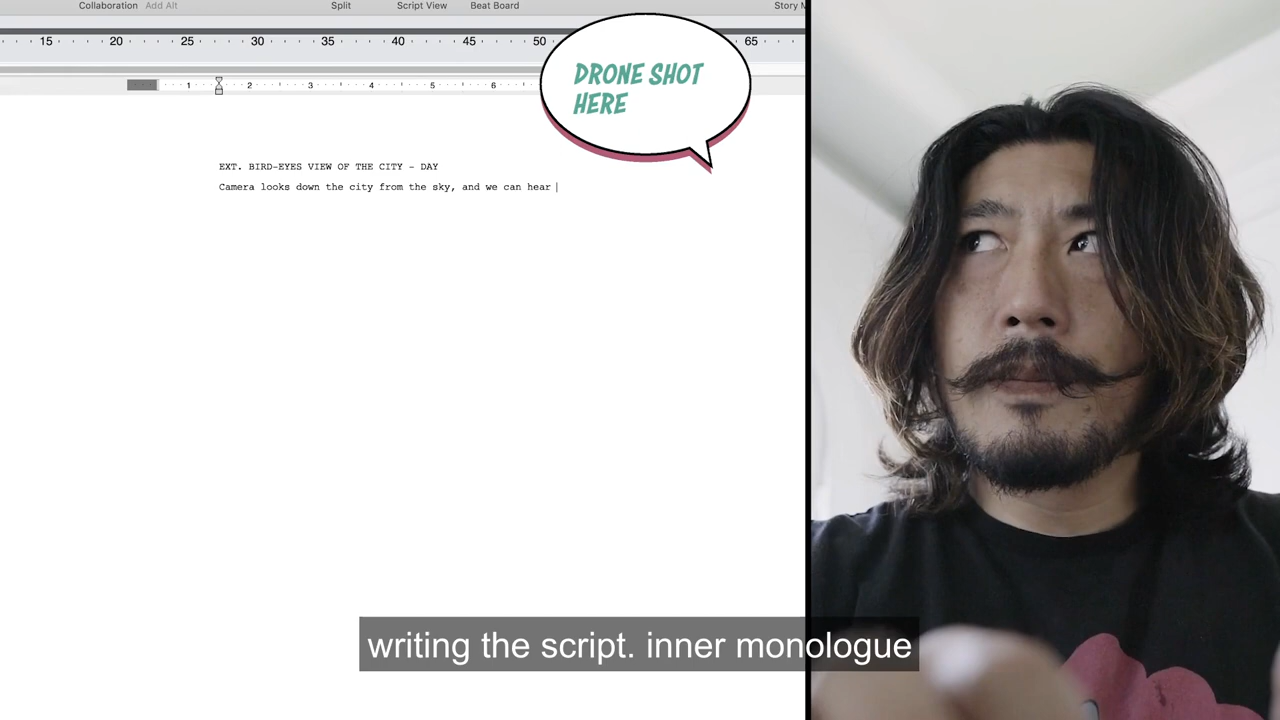 Collaboration Add Alt Split Script View Beat Board Story M
15 20 25 30 35 40 45 50 65
1 2 3 4 5 6
DRONE SHOT
HERE
EXT. BIRD-EYES VIEW OF THE CITY - DAY
Camera looks down the city from the sky, and we can hear
writing the script. inner monologue